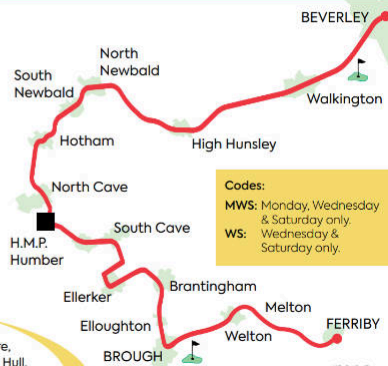 BEVERLEY
North
Newbald
South
Newbald
Walkington
Hotham
High Hunsley
North Cave
Codes:
MWS: Monday, Wednesday
& Saturday only.
WS: Wednesday &
Saturday only.
South Cave
H.M.P.
Humber
Ellerker
Brantingham
Elloughton
Melton
FERRIBY
Welton
BROUGH
Hull,